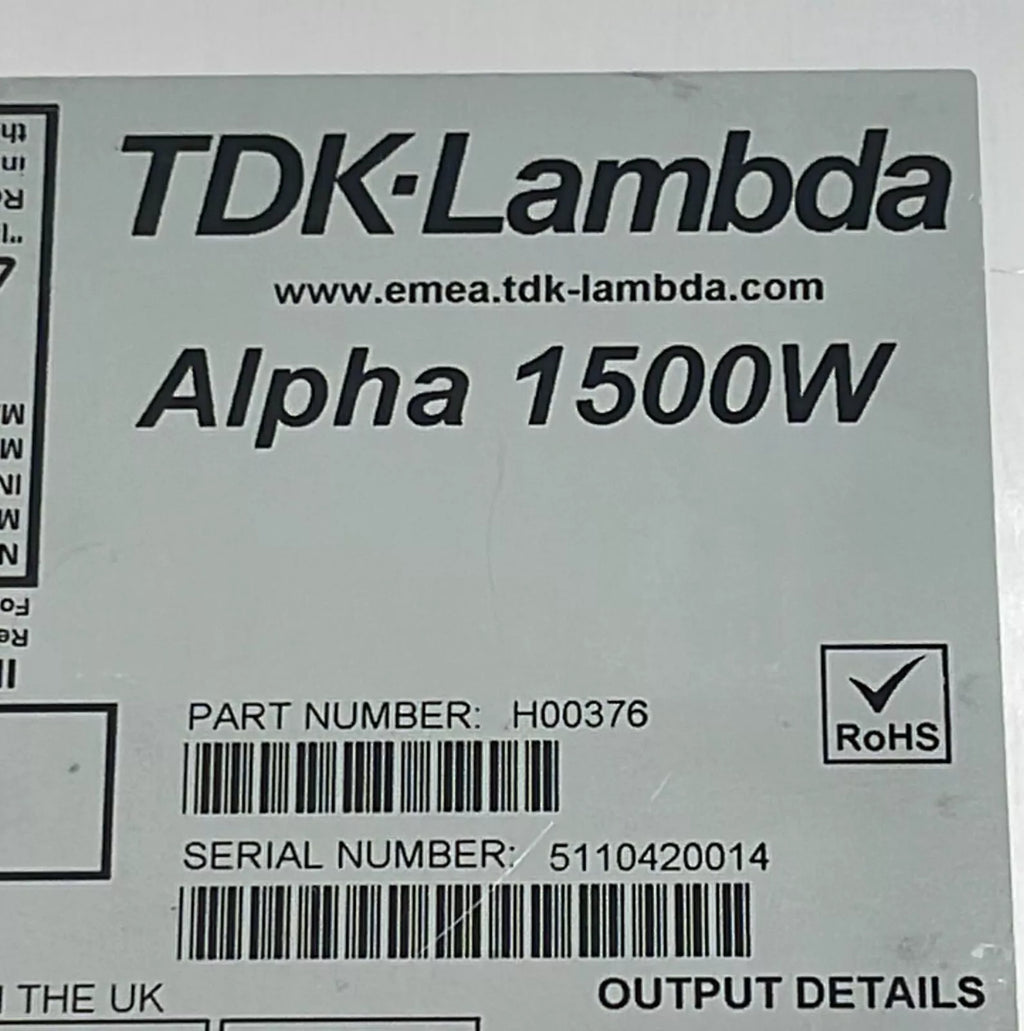 TDK·Lambda
www.emea.tdk-lambda.com
Alpha 1500W
RoHS
PART NUMBER: H00376
SERIAL NUMBER: 5110420014
THE UK
OUTPUT DETAILS